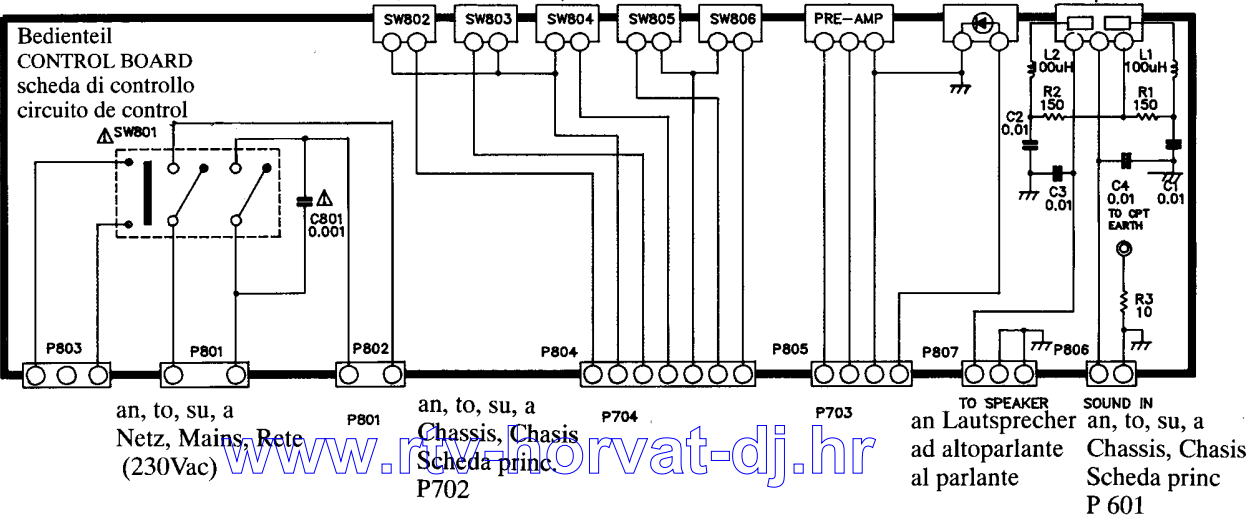 SW802 SW803 SW804 SW805 SW806 PRE-AMP
Bedienteil
CONTROL BOARD
scheda di controllo
circuito de control
L2
100uH
L1
100uH
R2
150
R1
150
C2
0.01
SW801
C801
0.001
C3
0.01
C4
0.01
C1
0.01
TO CPT
EARTH
R3
10
P803 P801 P802 P804 P805 P807 P806
TO SPEAKER SOUND IN
an, to, su, a
Netz, Mains, Rete
(230Vac)
P801
an, to, su, a
Chassis, Chasis
Scheda princ.
P702
P704
P703
an Lautsprecher
ad altoparlante
al parlante
an, to, su, a
Chassis, Chasis
Scheda princ
P 601
www.rtv-horvat-dj.hr